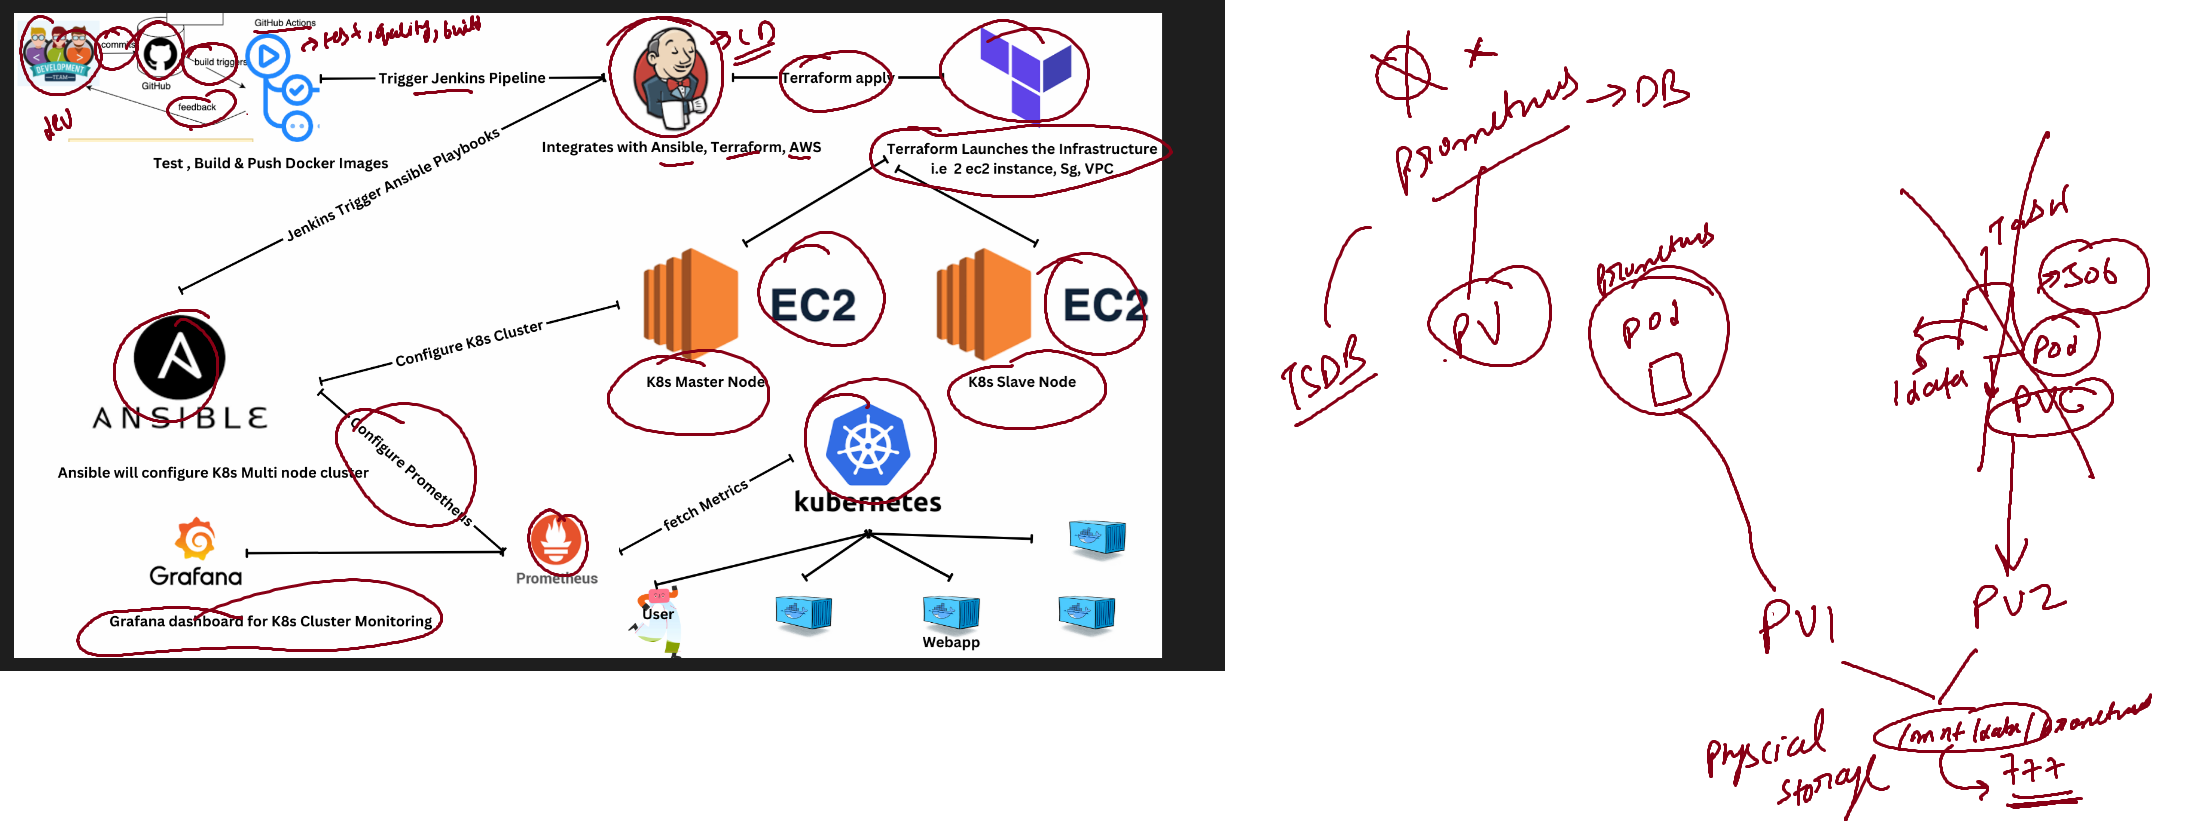 GitHub Actions
→ test, quality, build
commits
build triggers
GitHub
feedback
DEVELOPMENT
TEAM
dev
Test , Build & Push Docker Images
Trigger Jenkins Pipeline
→ CD
Terraform apply
Integrates with Ansible, Terraform, AWS
Terraform Launches the Infrastructure
i.e 2 ec2 instance, Sg, VPC
Jenkins Trigger Ansible Playbooks
EC2
EC2
Configure K8s Cluster
K8s Master Node
K8s Slave Node
ANSIBLE
Configure Prometheus
Ansible will configure K8s Multi node cluster
fetch Metrics
kubernetes
Grafana
Prometheus
Grafana dashboard for K8s Cluster Monitoring
User
Webapp
Prometheus → DB
TSDB
PV
Prometheus
Pod
Task
→ Job
Pod
/data
PVC
PV1
PV2
Physcial
storage
/mnt/data/prometheus
777